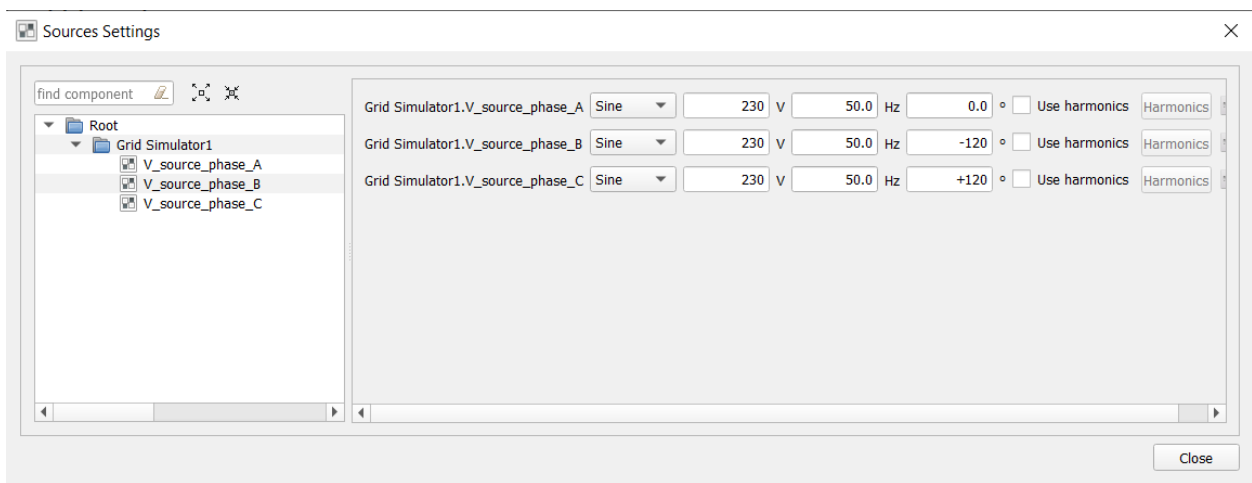 Sources Settings
find component
Root
Grid Simulator1
V_source_phase_A
V_source_phase_B
V_source_phase_C
Grid Simulator1.V_source_phase_A Sine 230 V 50.0 Hz 0.0 ° Use harmonics Harmonics
Grid Simulator1.V_source_phase_B Sine 230 V 50.0 Hz -120 ° Use harmonics Harmonics
Grid Simulator1.V_source_phase_C Sine 230 V 50.0 Hz +120 ° Use harmonics Harmonics
Close